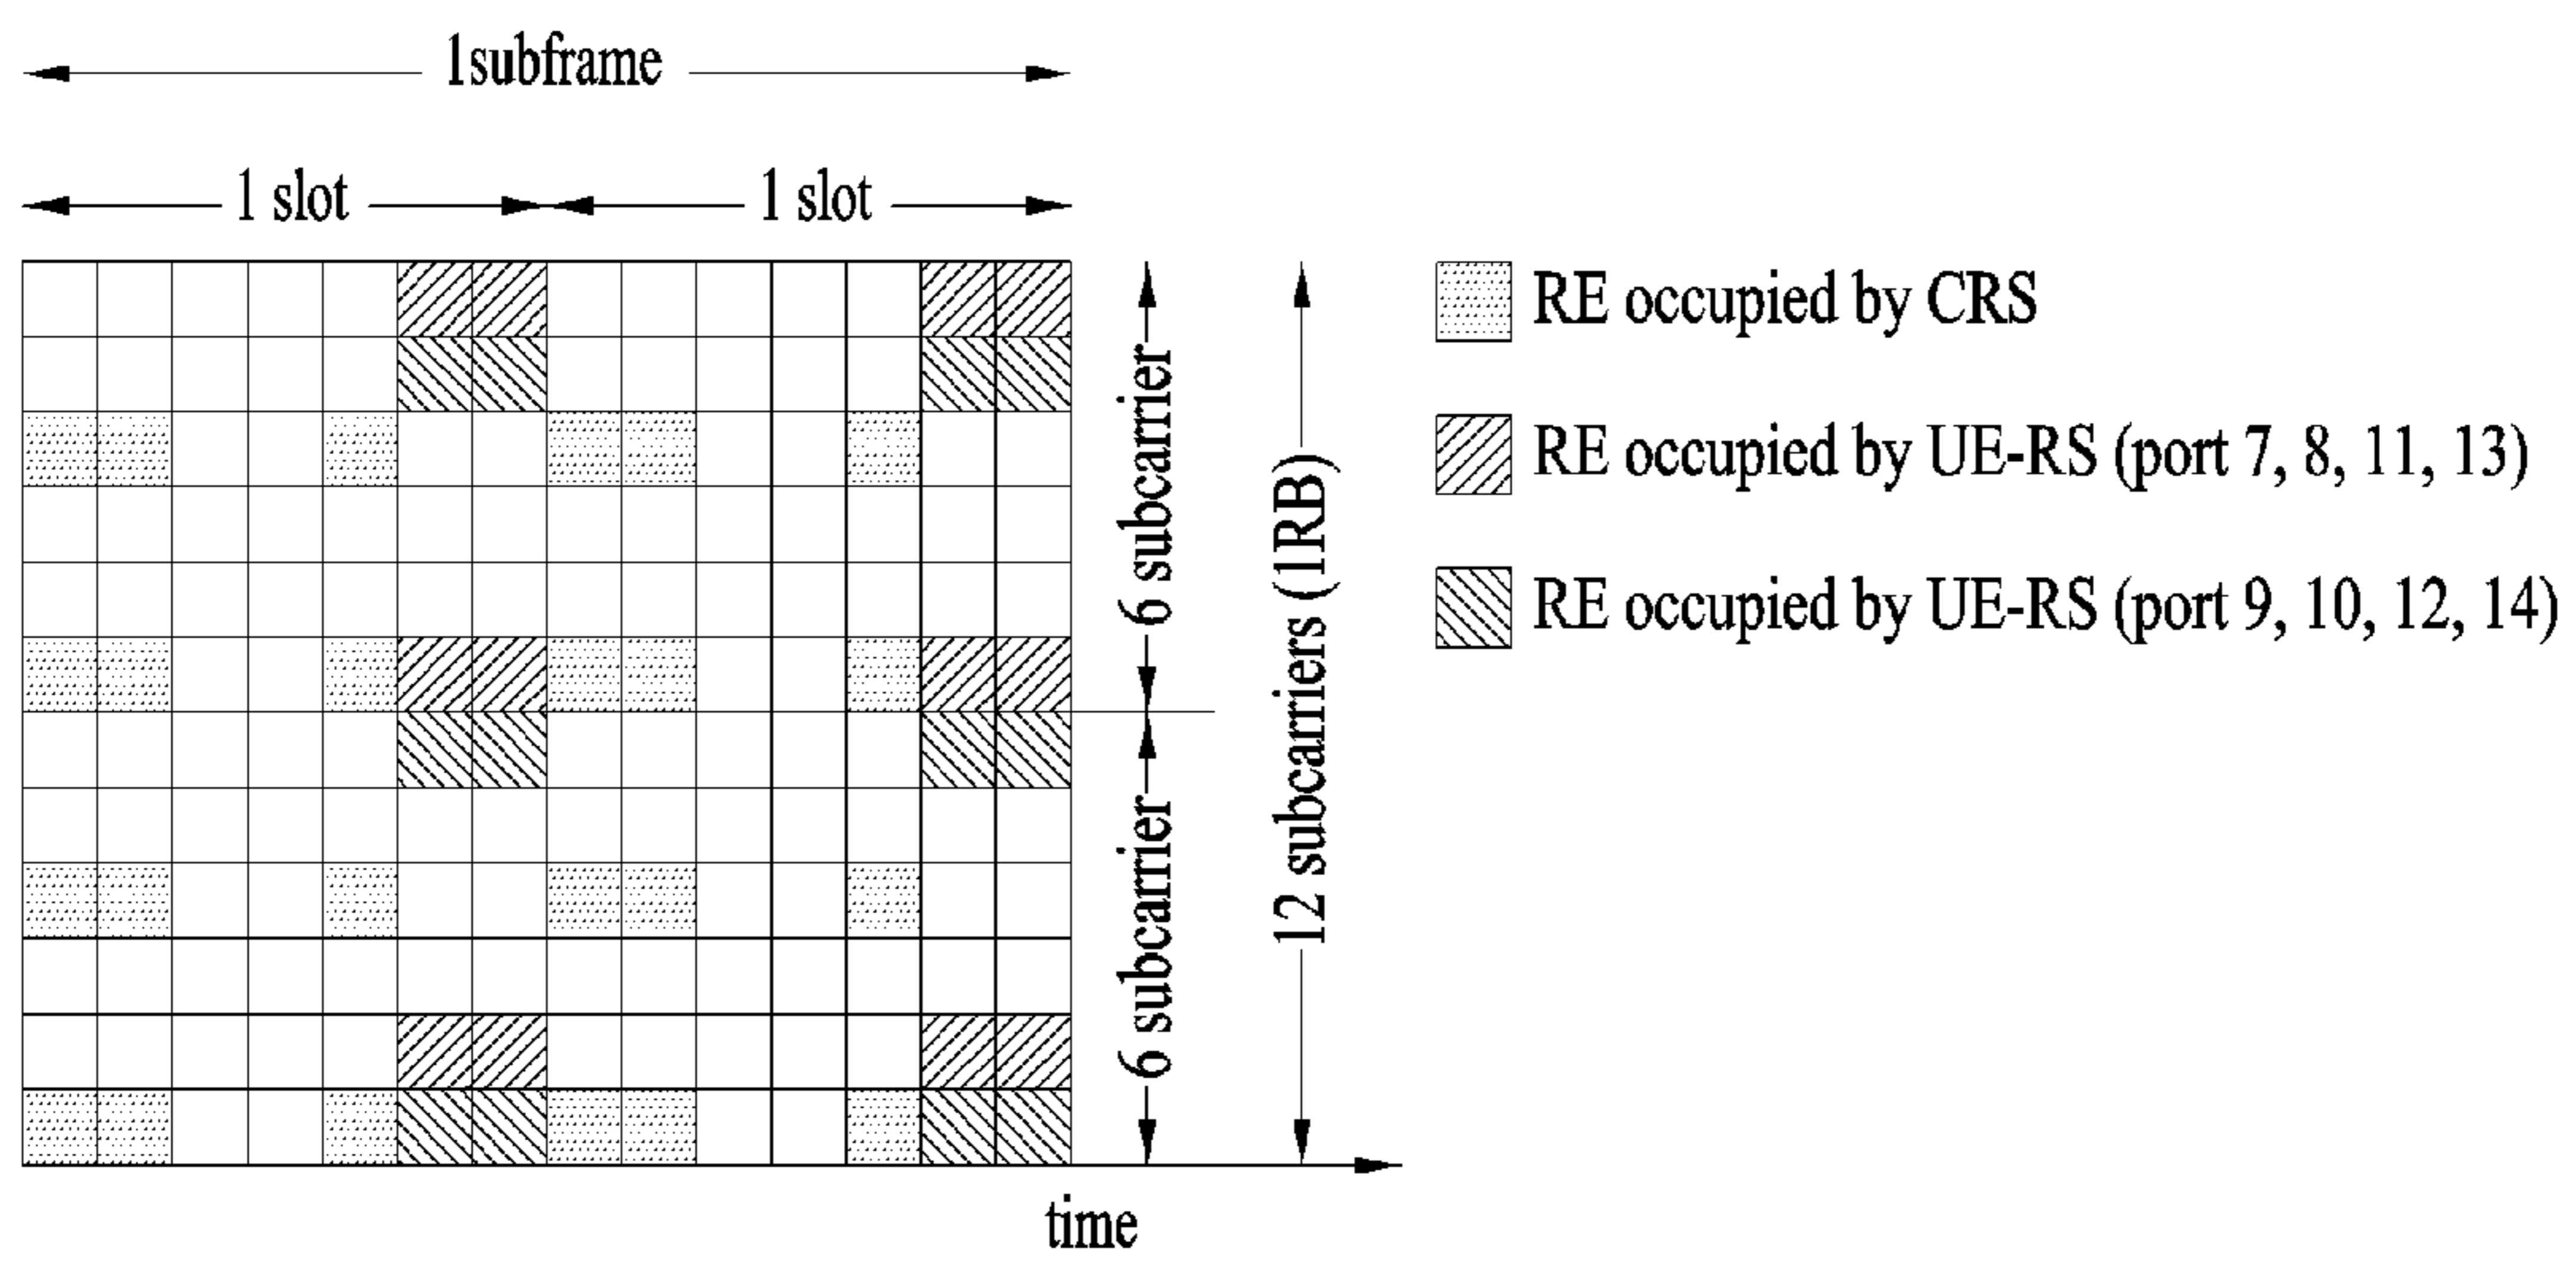 1subframe
1 slot
1 slot
6 subcarrier
6 subcarrier
12 subcarriers (1RB)
RE occupied by CRS
RE occupied by UE-RS (port 7, 8, 11, 13)
RE occupied by UE-RS (port 9, 10, 12, 14)
time